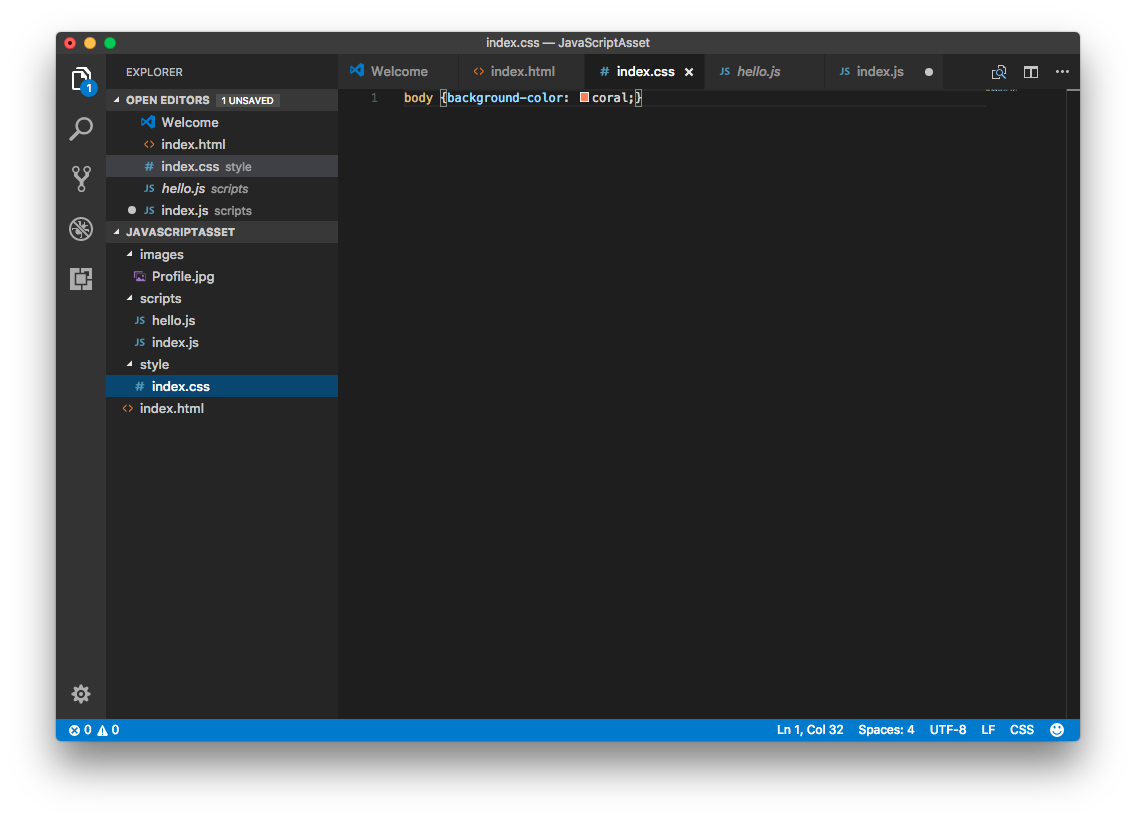 index.css — JavaScriptAsset
1
EXPLORER
OPEN EDITORS 1 UNSAVED
Welcome
<> index.html
# index.css style
JS hello.js scripts
JS index.js scripts
JAVASCRIPTASSET
images
Profile.jpg
scripts
JS hello.js
JS index.js
style
# index.css
<> index.html
Welcome <> index.html # index.css × JS hello.js JS index.js
1 body {background-color: coral;}
0 0 Ln 1, Col 32 Spaces: 4 UTF-8 LF CSS